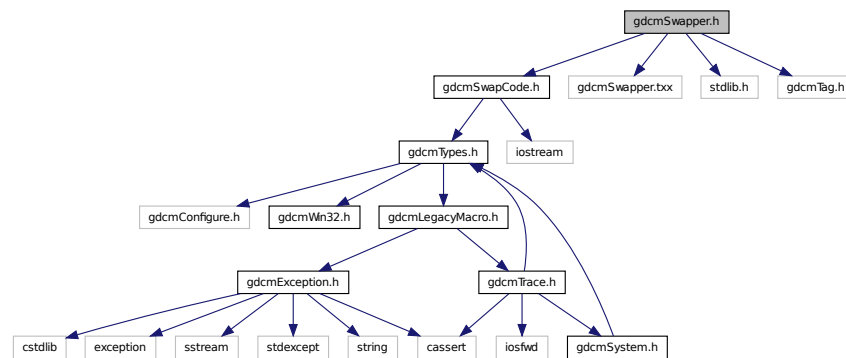 gdcmSwapper.h
gdcmSwapCode.h
gdcmSwapper.txx
stdlib.h
gdcmTag.h
gdcmTypes.h
iostream
gdcmConfigure.h
gdcmWin32.h
gdcmLegacyMacro.h
gdcmException.h
gdcmTrace.h
cstdlib
exception
sstream
stdexcept
string
cassert
iosfwd
gdcmSystem.h